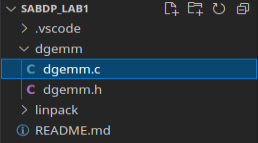 SABDP_LAB1
.vscode
dgemm
C dgemm.c
C dgemm.h
linpack
README.md